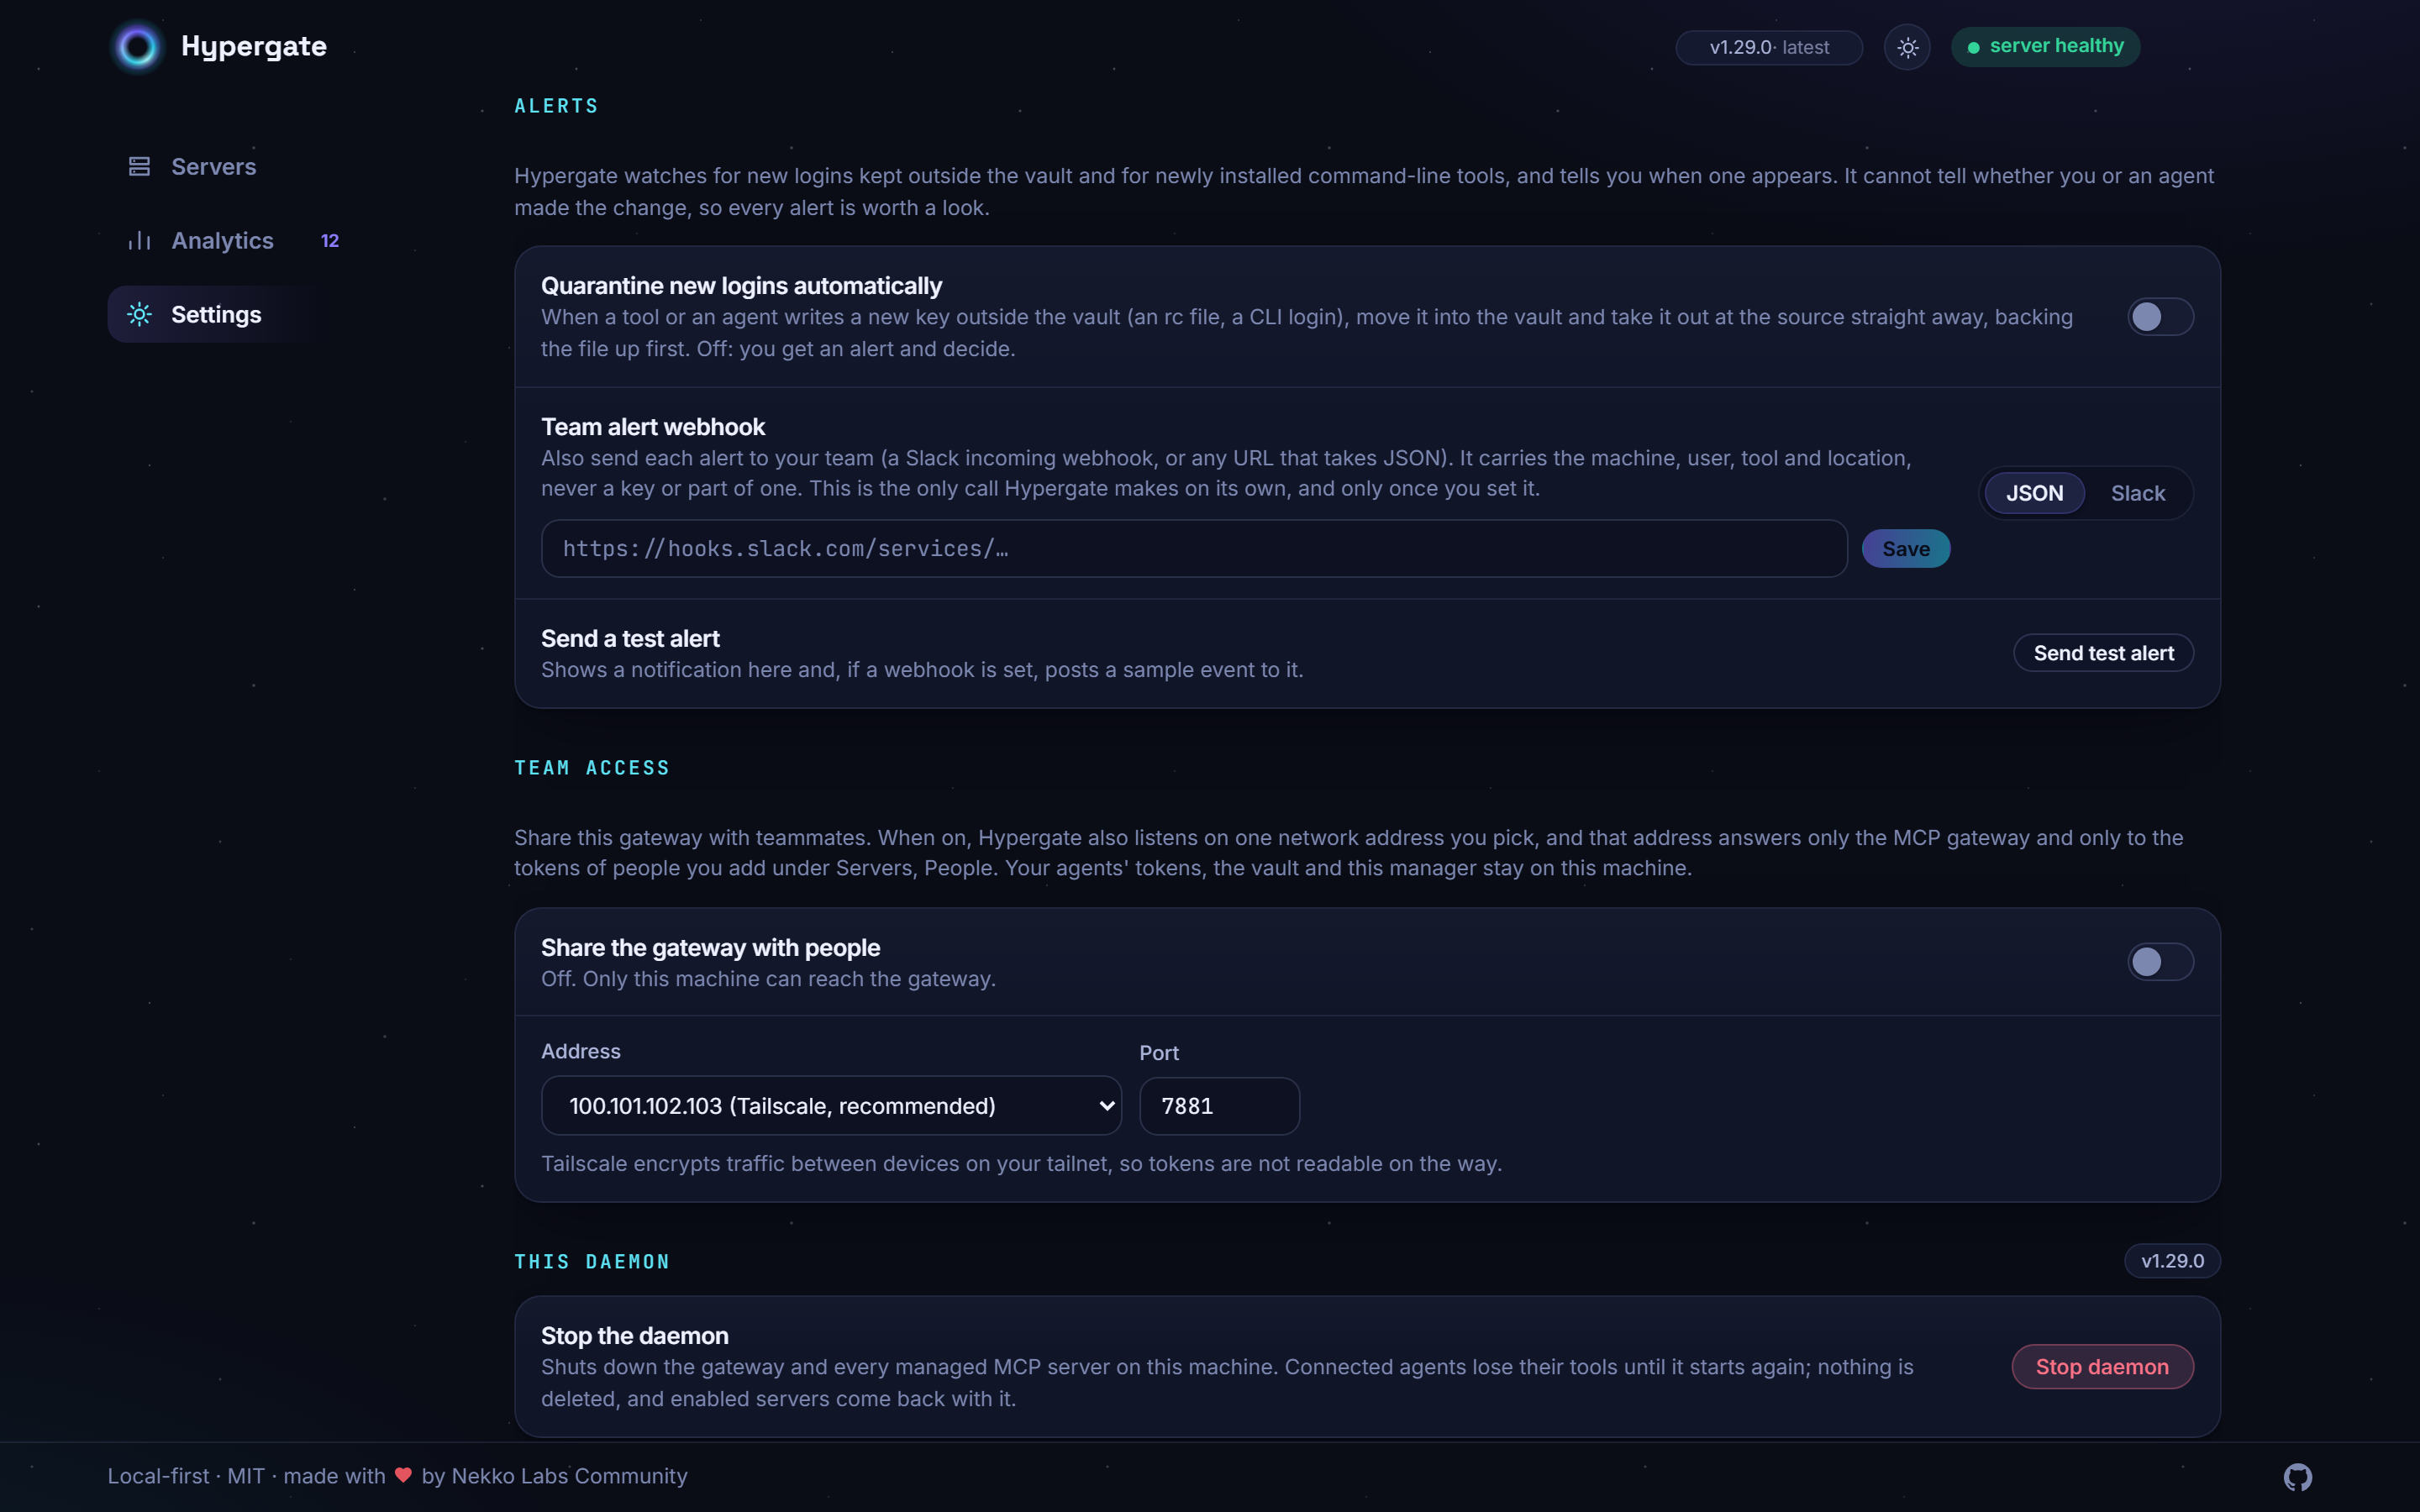 Hypergate
v1.29.0 · latest
server healthy
Servers
Analytics 12
Settings
ALERTS
Hypergate watches for new logins kept outside the vault and for newly installed command-line tools, and tells you when one appears. It cannot tell whether you or an agent
made the change, so every alert is worth a look.
Quarantine new logins automatically
When a tool or an agent writes a new key outside the vault (an rc file, a CLI login), move it into the vault and take it out at the source straight away, backing
the file up first. Off: you get an alert and decide.
Team alert webhook
Also send each alert to your team (a Slack incoming webhook, or any URL that takes JSON). It carries the machine, user, tool and location,
never a key or part of one. This is the only call Hypergate makes on its own, and only once you set it.
JSON Slack
https://hooks.slack.com/services/…
Save
Send a test alert
Shows a notification here and, if a webhook is set, posts a sample event to it.
Send test alert
TEAM ACCESS
Share this gateway with teammates. When on, Hypergate also listens on one network address you pick, and that address answers only the MCP gateway and only to the
tokens of people you add under Servers, People. Your agents' tokens, the vault and this manager stay on this machine.
Share the gateway with people
Off. Only this machine can reach the gateway.
Address
Port
100.101.102.103 (Tailscale, recommended)
7881
Tailscale encrypts traffic between devices on your tailnet, so tokens are not readable on the way.
THIS DAEMON
v1.29.0
Stop the daemon
Shuts down the gateway and every managed MCP server on this machine. Connected agents lose their tools until it starts again; nothing is
deleted, and enabled servers come back with it.
Stop daemon
Local-first · MIT · made with ❤ by Nekko Labs Community